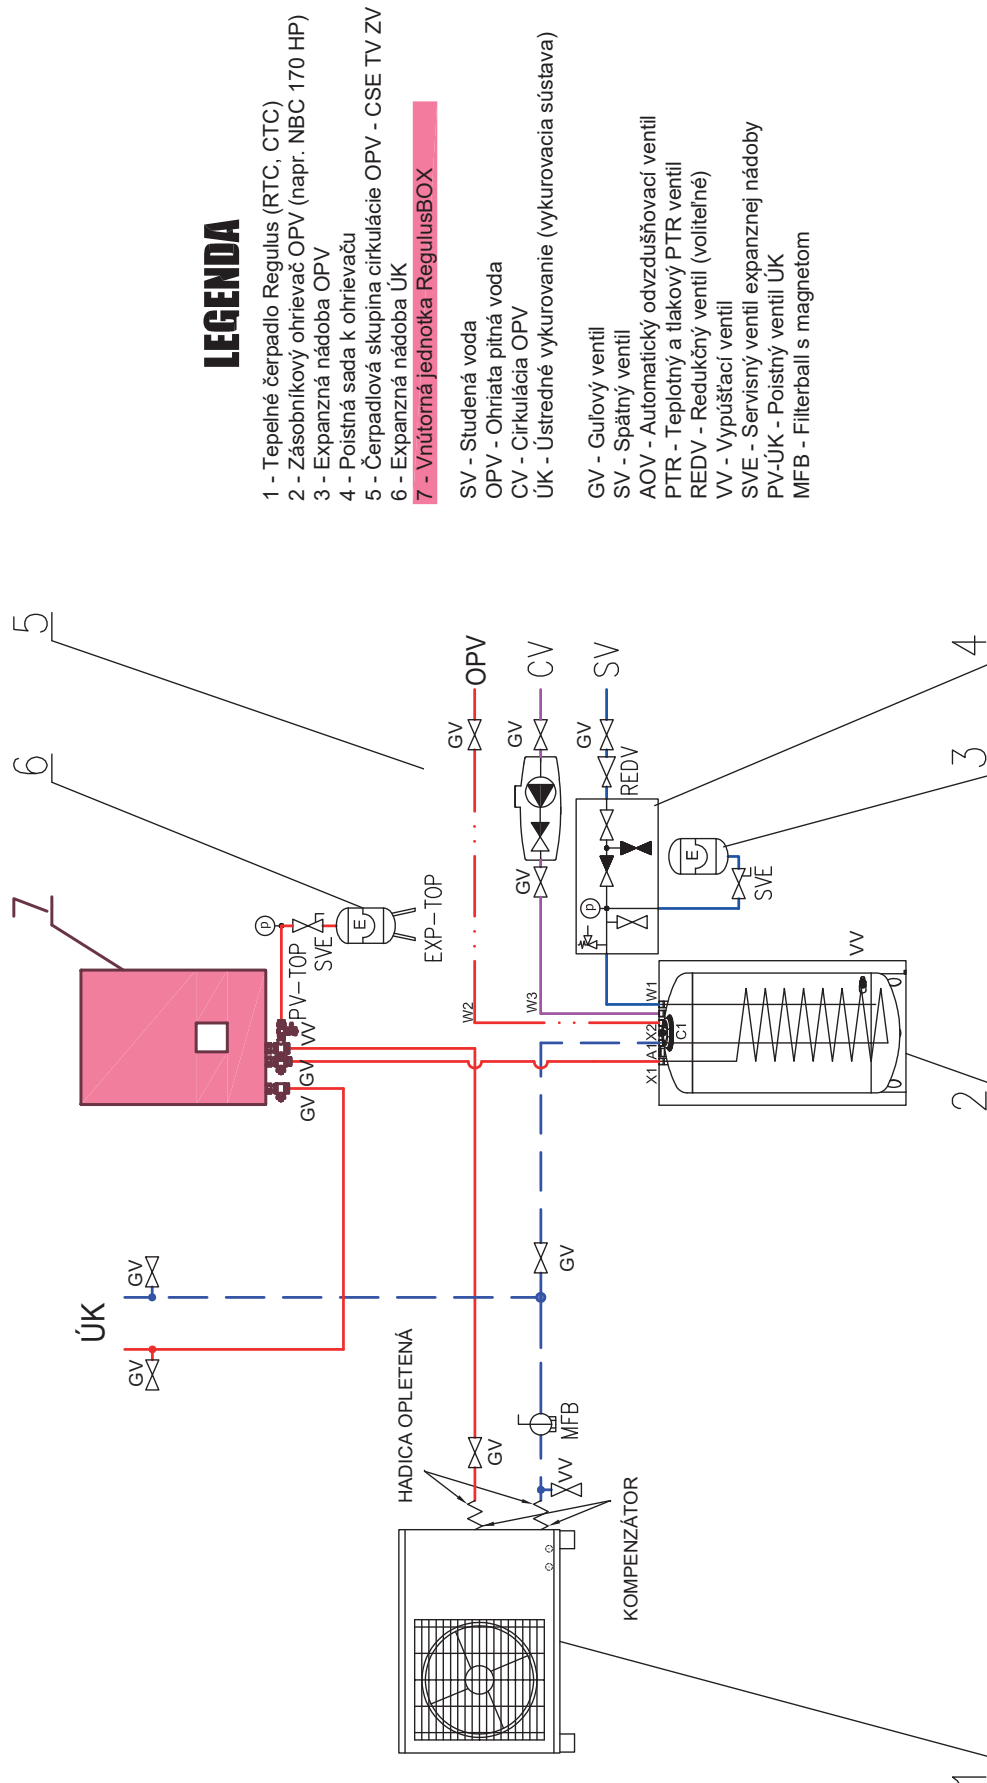 LEGENDA
1 - Tepelné čerpadlo Regulus (RTC, CTC)
2 - Zásobníkový ohrievač OPV (napr. NBC 170 HP)
3 - Expanzná nádoba OPV
4 - Poistná sada k ohrievaču
5 - Čerpadlová skupina cirkulácie OPV - CSE TV ZV
6 - Expanzná nádoba ÚK
7 - Vnútorná jednotka RegulusBOX
SV - Studená voda
OPV - Ohriata pitná voda
CV - Cirkulácia OPV
ÚK - Ústredné vykurovanie (vykurovacia sústava)
GV - Guľový ventil
SV - Spätný ventil
AOV - Automatický odvzdušňovací ventil
PTR - Teplotný a tlakový PTR ventil
REDV - Redukčný ventil (voliteľné)
VV - Vypúšťací ventil
SVE - Servisný ventil expanznej nádoby
PV-ÚK - Poistný ventil ÚK
MFB - Filterball s magnetom
7
6
5
ÚK
GV
GV
GV
GV
VV
PV-TOP
p
SVE
E
EXP-TOP
HADICA OPLETENÁ
GV
W2
GV
OPV
W3
GV
GV
CV
GV
REDV
SV
GV
MFB
VV
KOMPENZÁTOR
p
E
SVE
X1
A1
X2
C1
W1
VV
1
2
3
4